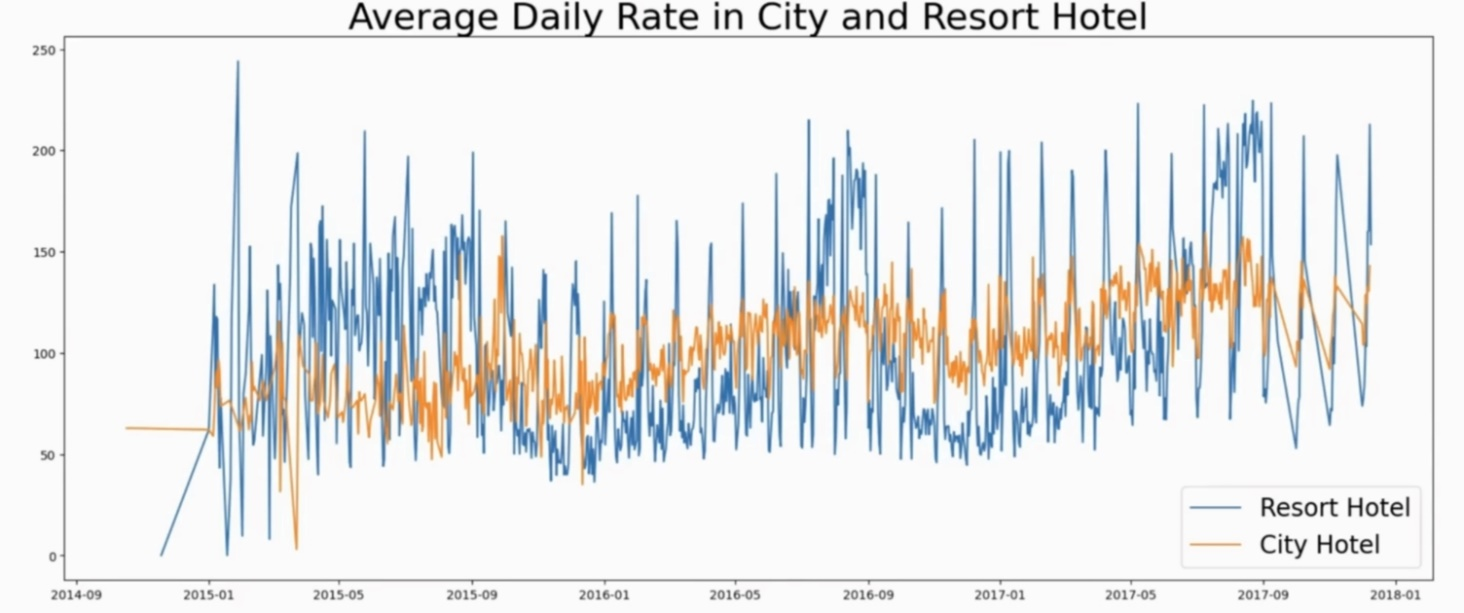 Average Daily Rate in City and Resort Hotel
250
200
150
100
50
0
Resort Hotel
City Hotel
2014-09 2015-01 2015-05 2015-09 2016-01 2016-05 2016-09 2017-01 2017-05 2017-09 2018-01